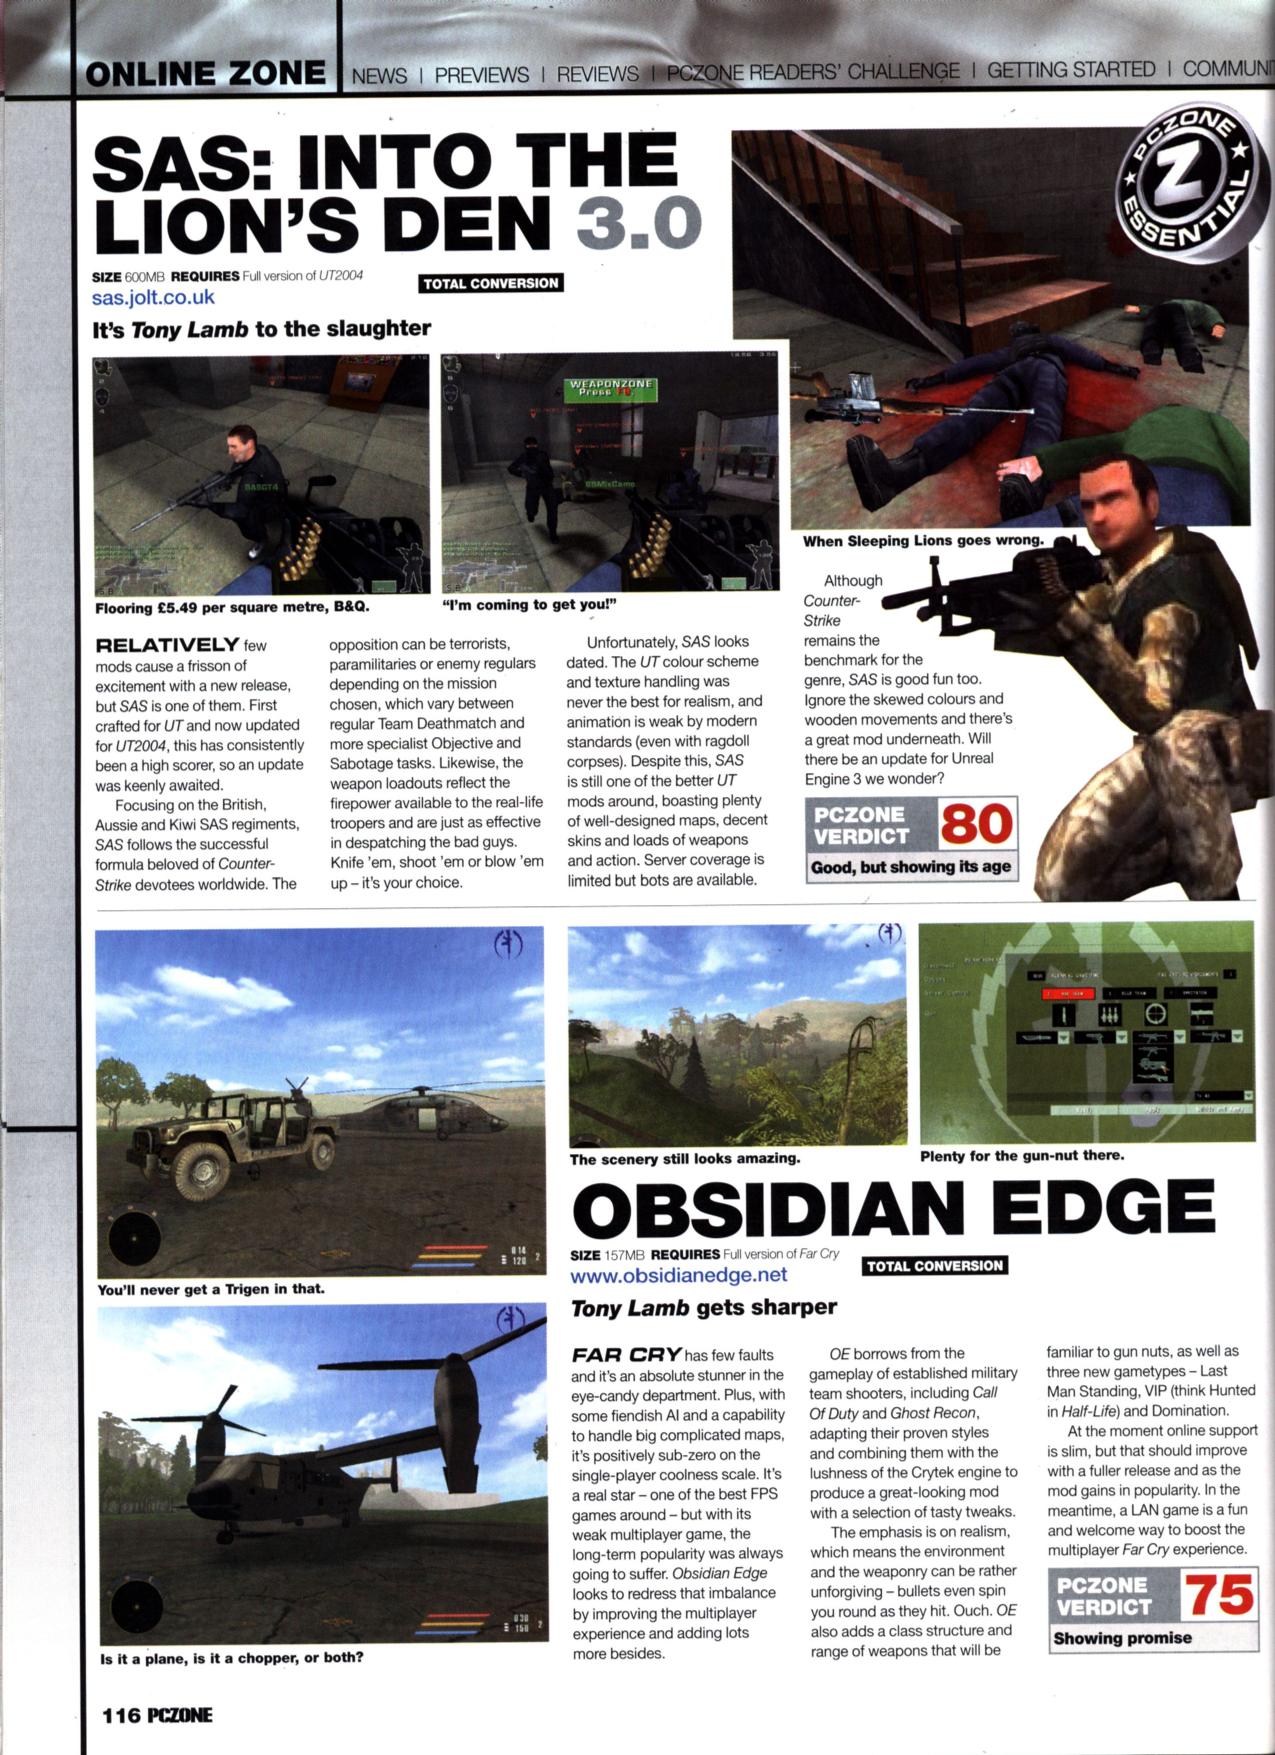 ONLINE ZONE
NEWS | PREVIEWS | REVIEWS | PCZONE READERS' CHALLENGE | GETTING STARTED | COMMUNI
SAS: INTO THE
LION'S DEN 3.0
SIZE 600MB REQUIRES Full version of UT2004
sas.jolt.co.uk
TOTAL CONVERSION
It's Tony Lamb to the slaughter
PCZONE
Z
ESSENTIAL
SASGT4
WEAPONZONE
Press F6.
Flooring £5.49 per square metre, B&Q.
"I'm coming to get you!"
When Sleeping Lions goes wrong.
RELATIVELY few
mods cause a frisson of
excitement with a new release,
but SAS is one of them. First
crafted for UT and now updated
for UT2004, this has consistently
been a high scorer, so an update
was keenly awaited.
Focusing on the British,
Aussie and Kiwi SAS regiments,
SAS follows the successful
formula beloved of Counter-
Strike devotees worldwide. The
opposition can be terrorists,
paramilitaries or enemy regulars
depending on the mission
chosen, which vary between
regular Team Deathmatch and
more specialist Objective and
Sabotage tasks. Likewise, the
weapon loadouts reflect the
firepower available to the real-life
troopers and are just as effective
in despatching the bad guys.
Knife 'em, shoot 'em or blow 'em
up – it's your choice.
Unfortunately, SAS looks
dated. The UT colour scheme
and texture handling was
never the best for realism, and
animation is weak by modern
standards (even with ragdoll
corpses). Despite this, SAS
is still one of the better UT
mods around, boasting plenty
of well-designed maps, decent
skins and loads of weapons
and action. Server coverage is
limited but bots are available.
Although
Counter-
Strike
remains the
benchmark for the
genre, SAS is good fun too.
Ignore the skewed colours and
wooden movements and there's
a great mod underneath. Will
there be an update for Unreal
Engine 3 we wonder?
PCZONE
VERDICT
80
Good, but showing its age
You'll never get a Trigen in that.
Is it a plane, is it a chopper, or both?
The scenery still looks amazing.
Plenty for the gun-nut there.
OBSIDIAN EDGE
SIZE 157MB REQUIRES Full version of Far Cry
www.obsidianedge.net
TOTAL CONVERSION
Tony Lamb gets sharper
FAR CRY has few faults
and it's an absolute stunner in the
eye-candy department. Plus, with
some fiendish AI and a capability
to handle big complicated maps,
it's positively sub-zero on the
single-player coolness scale. It's
a real star – one of the best FPS
games around – but with its
weak multiplayer game, the
long-term popularity was always
going to suffer. Obsidian Edge
looks to redress that imbalance
by improving the multiplayer
experience and adding lots
more besides.
OE borrows from the
gameplay of established military
team shooters, including Call
Of Duty and Ghost Recon,
adapting their proven styles
and combining them with the
lushness of the Crytek engine to
produce a great-looking mod
with a selection of tasty tweaks.
The emphasis is on realism,
which means the environment
and the weaponry can be rather
unforgiving – bullets even spin
you round as they hit. Ouch. OE
also adds a class structure and
range of weapons that will be
familiar to gun nuts, as well as
three new gametypes – Last
Man Standing, VIP (think Hunted
in Half-Life) and Domination.
At the moment online support
is slim, but that should improve
with a fuller release and as the
mod gains in popularity. In the
meantime, a LAN game is a fun
and welcome way to boost the
multiplayer Far Cry experience.
PCZONE
VERDICT
75
Showing promise
116 PCZONE